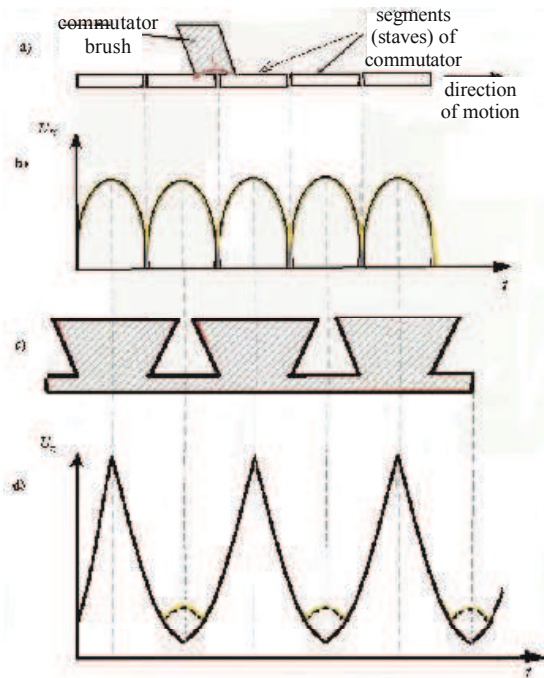 commutator
brush
segments
(staves) of
commutator
a)
direction
of motion
b)
t
c)
d)
t